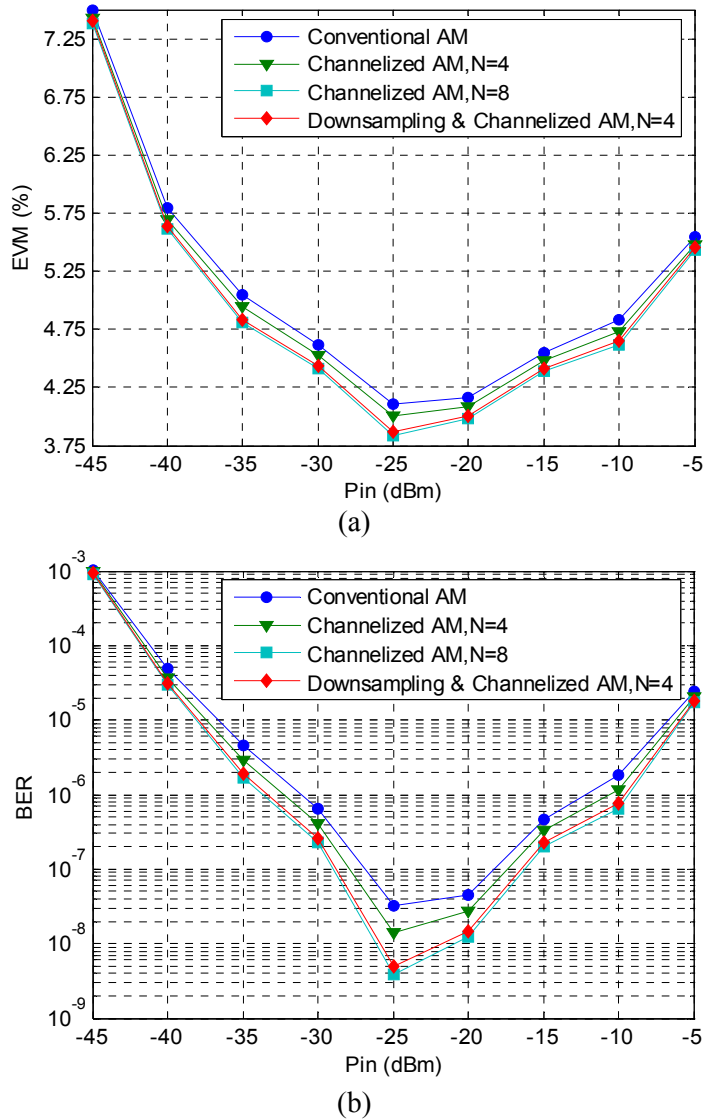 7.25
6.75
6.25
5.75
5.25
4.75
4.25
3.75
EVM (%)
Conventional AM
Channelized AM,N=4
Channelized AM,N=8
Downsampling & Channelized AM,N=4
-45 -40 -35 -30 -25 -20 -15 -10 -5
Pin (dBm)
(a)
10^-3
10^-4
10^-5
10^-6
10^-7
10^-8
10^-9
BER
Conventional AM
Channelized AM,N=4
Channelized AM,N=8
Downsampling & Channelized AM,N=4
-45 -40 -35 -30 -25 -20 -15 -10 -5
Pin (dBm)
(b)